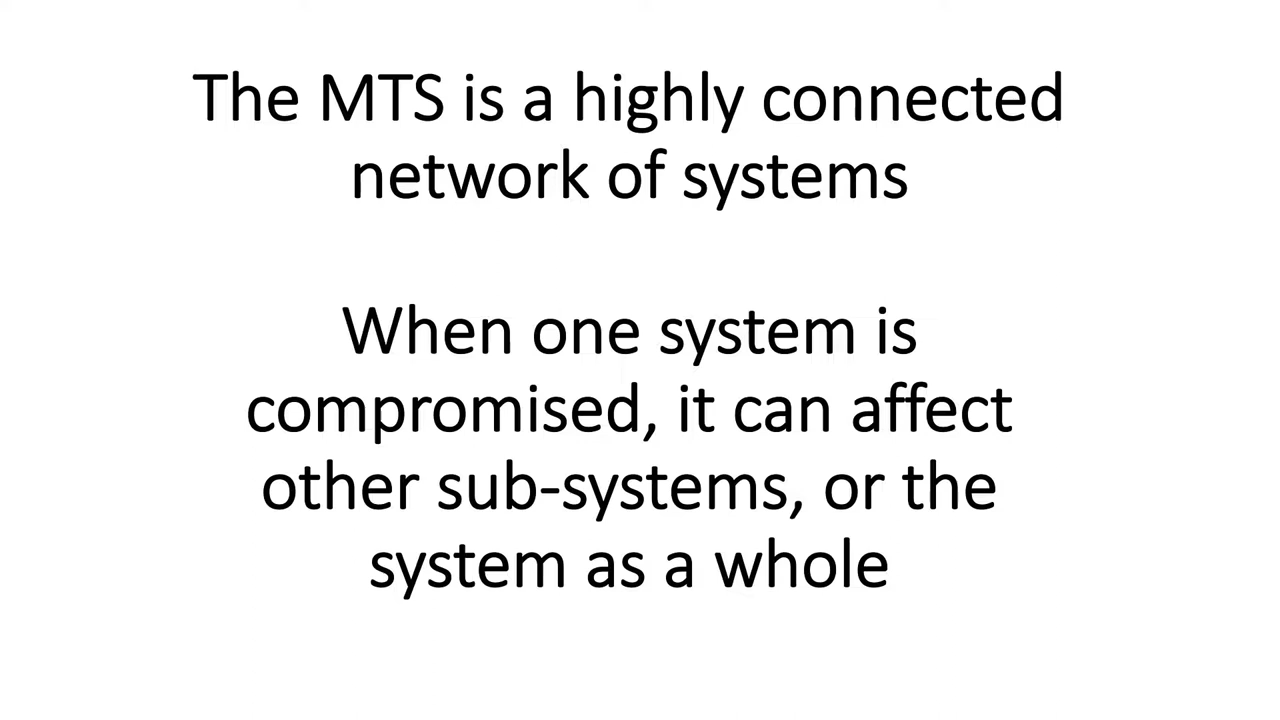 The MTS is a highly connected
network of systems
When one system is
compromised, it can affect
other sub-systems, or the
system as a whole